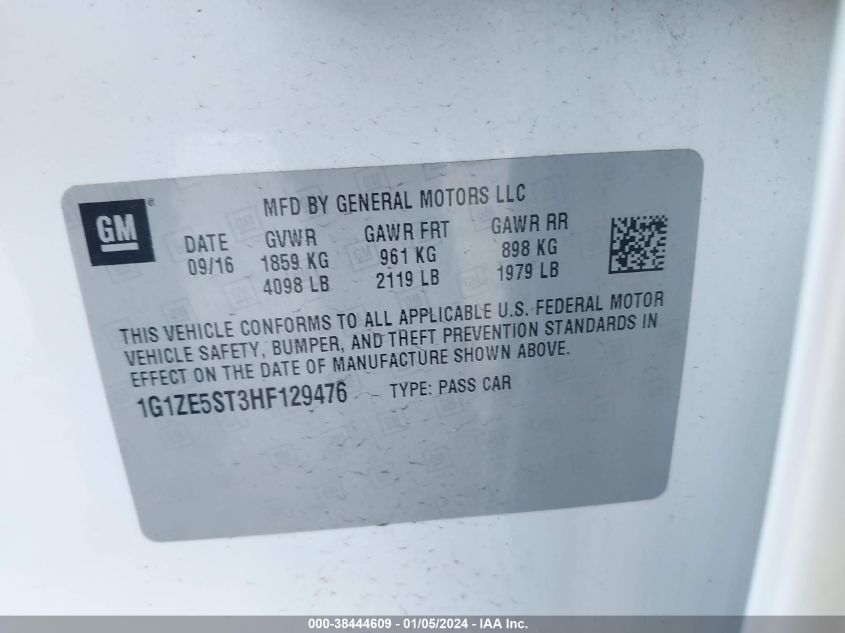 MFD BY GENERAL MOTORS LLC
GM®
DATE GVWR GAWR FRT GAWR RR
09/16 1859 KG 961 KG 898 KG
4098 LB 2119 LB 1979 LB
THIS VEHICLE CONFORMS TO ALL APPLICABLE U.S. FEDERAL MOTOR
VEHICLE SAFETY, BUMPER, AND THEFT PREVENTION STANDARDS IN
EFFECT ON THE DATE OF MANUFACTURE SHOWN ABOVE.
1G1ZE5ST3HF129476 TYPE: PASS CAR
000-38444609 - 01/05/2024 - IAA Inc.